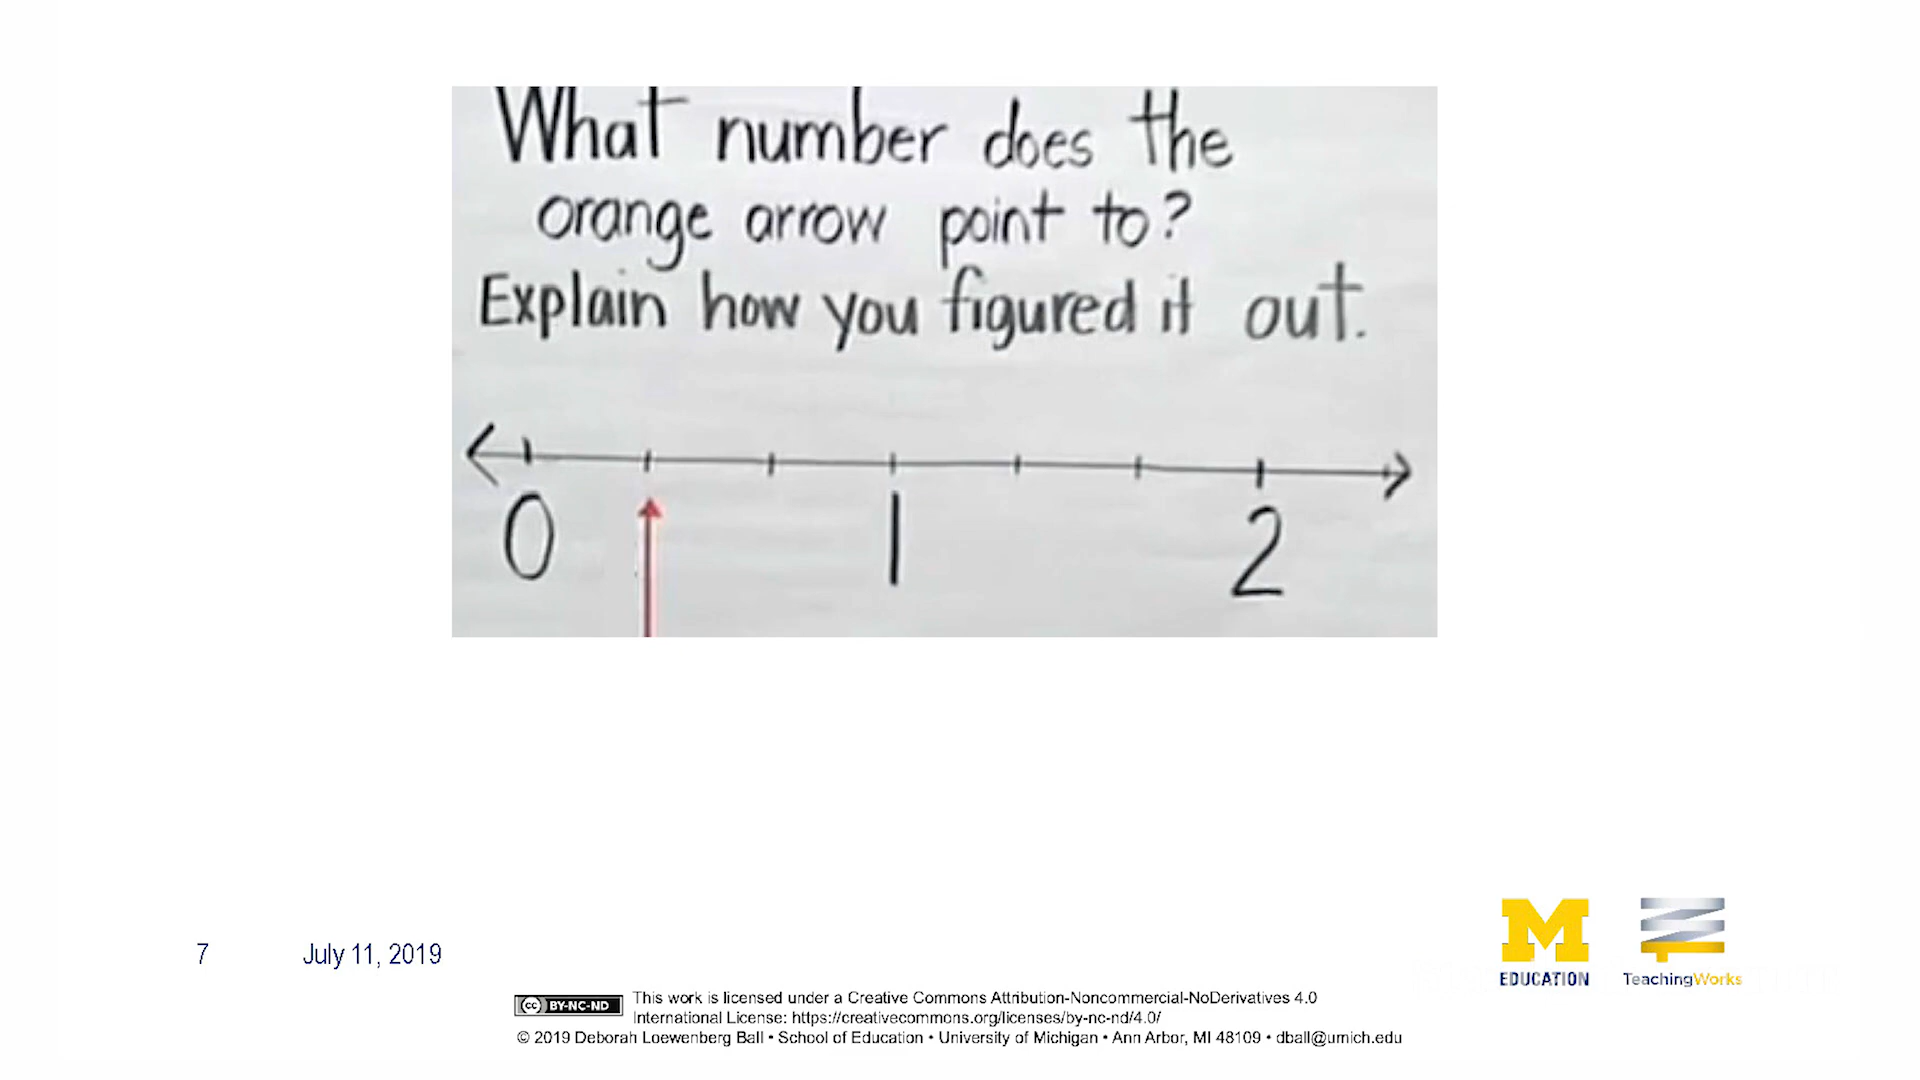 What number does the
orange arrow point to?
Explain how you figured it out.
0 1 2
7 July 11, 2019
M
EDUCATION
TeachingWorks
cc BY-NC-ND
This work is licensed under a Creative Commons Attribution-Noncommercial-NoDerivatives 4.0
International License: https://creativecommons.org/licenses/by-nc-nd/4.0/
© 2019 Deborah Loewenberg Ball • School of Education • University of Michigan • Ann Arbor, MI 48109 • dball@umich.edu